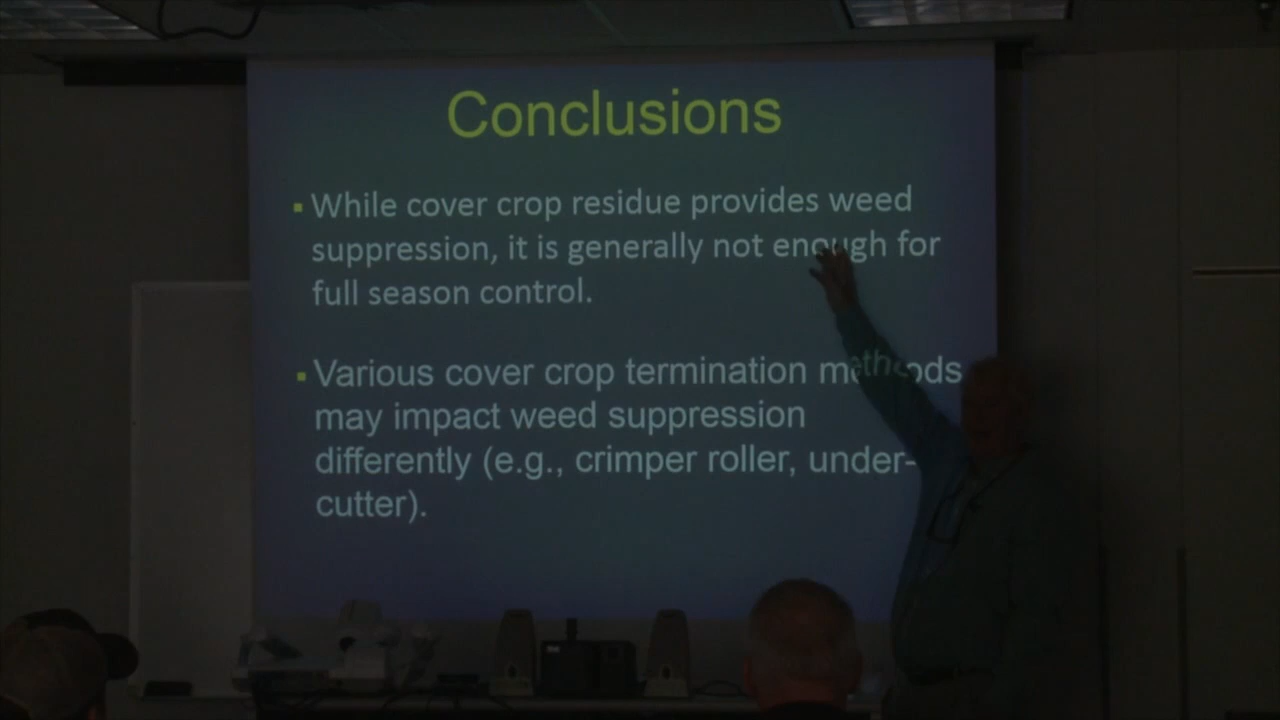 Conclusions
▪ While cover crop residue provides weed
suppression, it is generally not enough for
full season control.
▪ Various cover crop termination methods
may impact weed suppression
differently (e.g., crimper roller, under-
cutter).